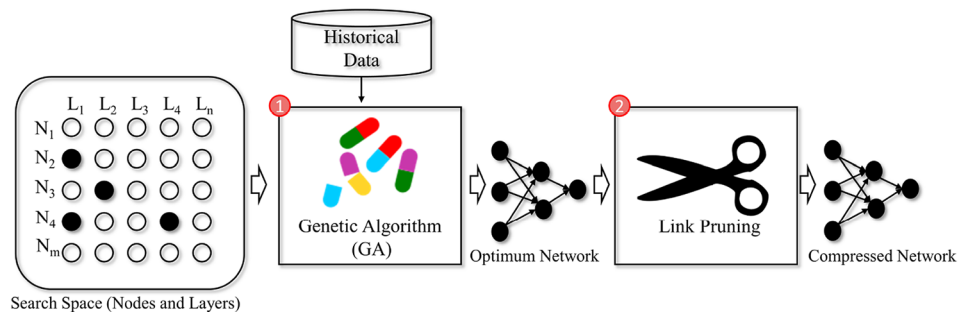 Historical
Data
L1 L2 L3 L4 Ln
N1
N2
N3
N4
Nm
Search Space (Nodes and Layers)
1
Genetic Algorithm
(GA)
Optimum Network
2
Link Pruning
Compressed Network